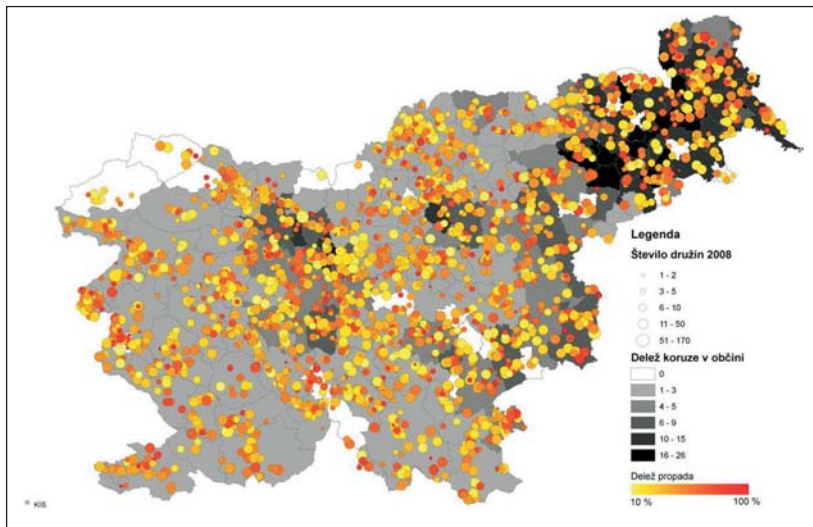 Legenda
Število družin 2008
1 - 2
3 - 5
6 - 10
11 - 50
51 - 170
Delež koruze v občini
0
1 - 3
4 - 5
6 - 9
10 - 15
16 - 26
Delež propada
10 % 100 %
© KIS